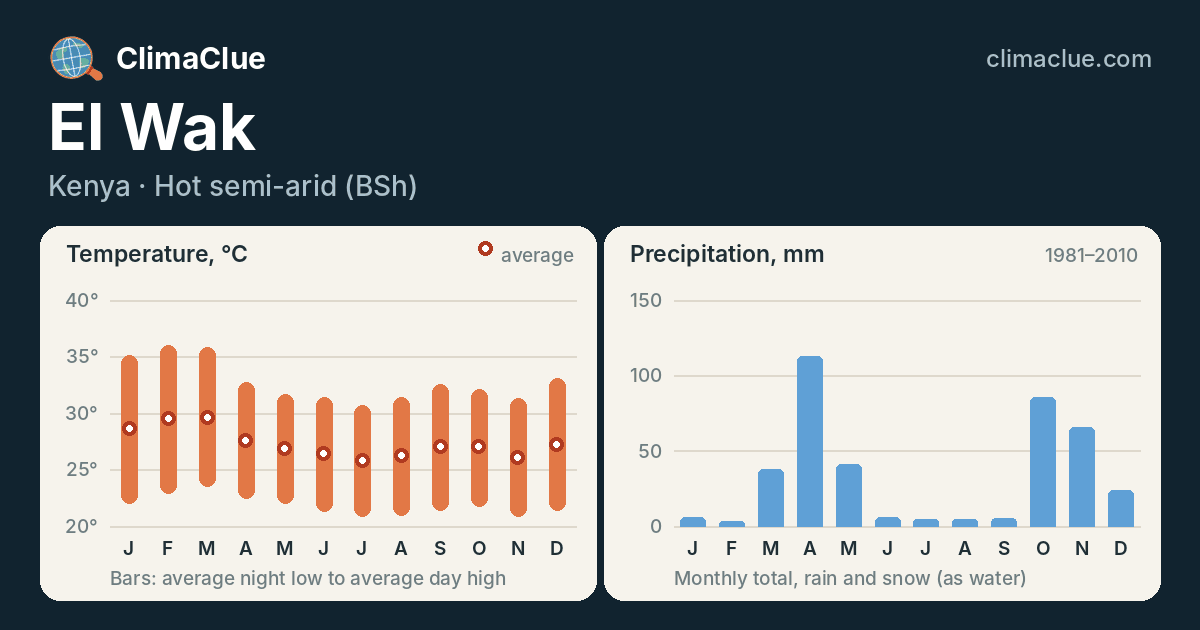 ClimaClue
climaclue.com
El Wak
Kenya · Hot semi-arid (BSh)
Temperature, °C
average
40°
35°
30°
25°
20°
J F M A M J J A S O N D
Bars: average night low to average day high
Precipitation, mm
1981–2010
150
100
50
0
J F M A M J J A S O N D
Monthly total, rain and snow (as water)